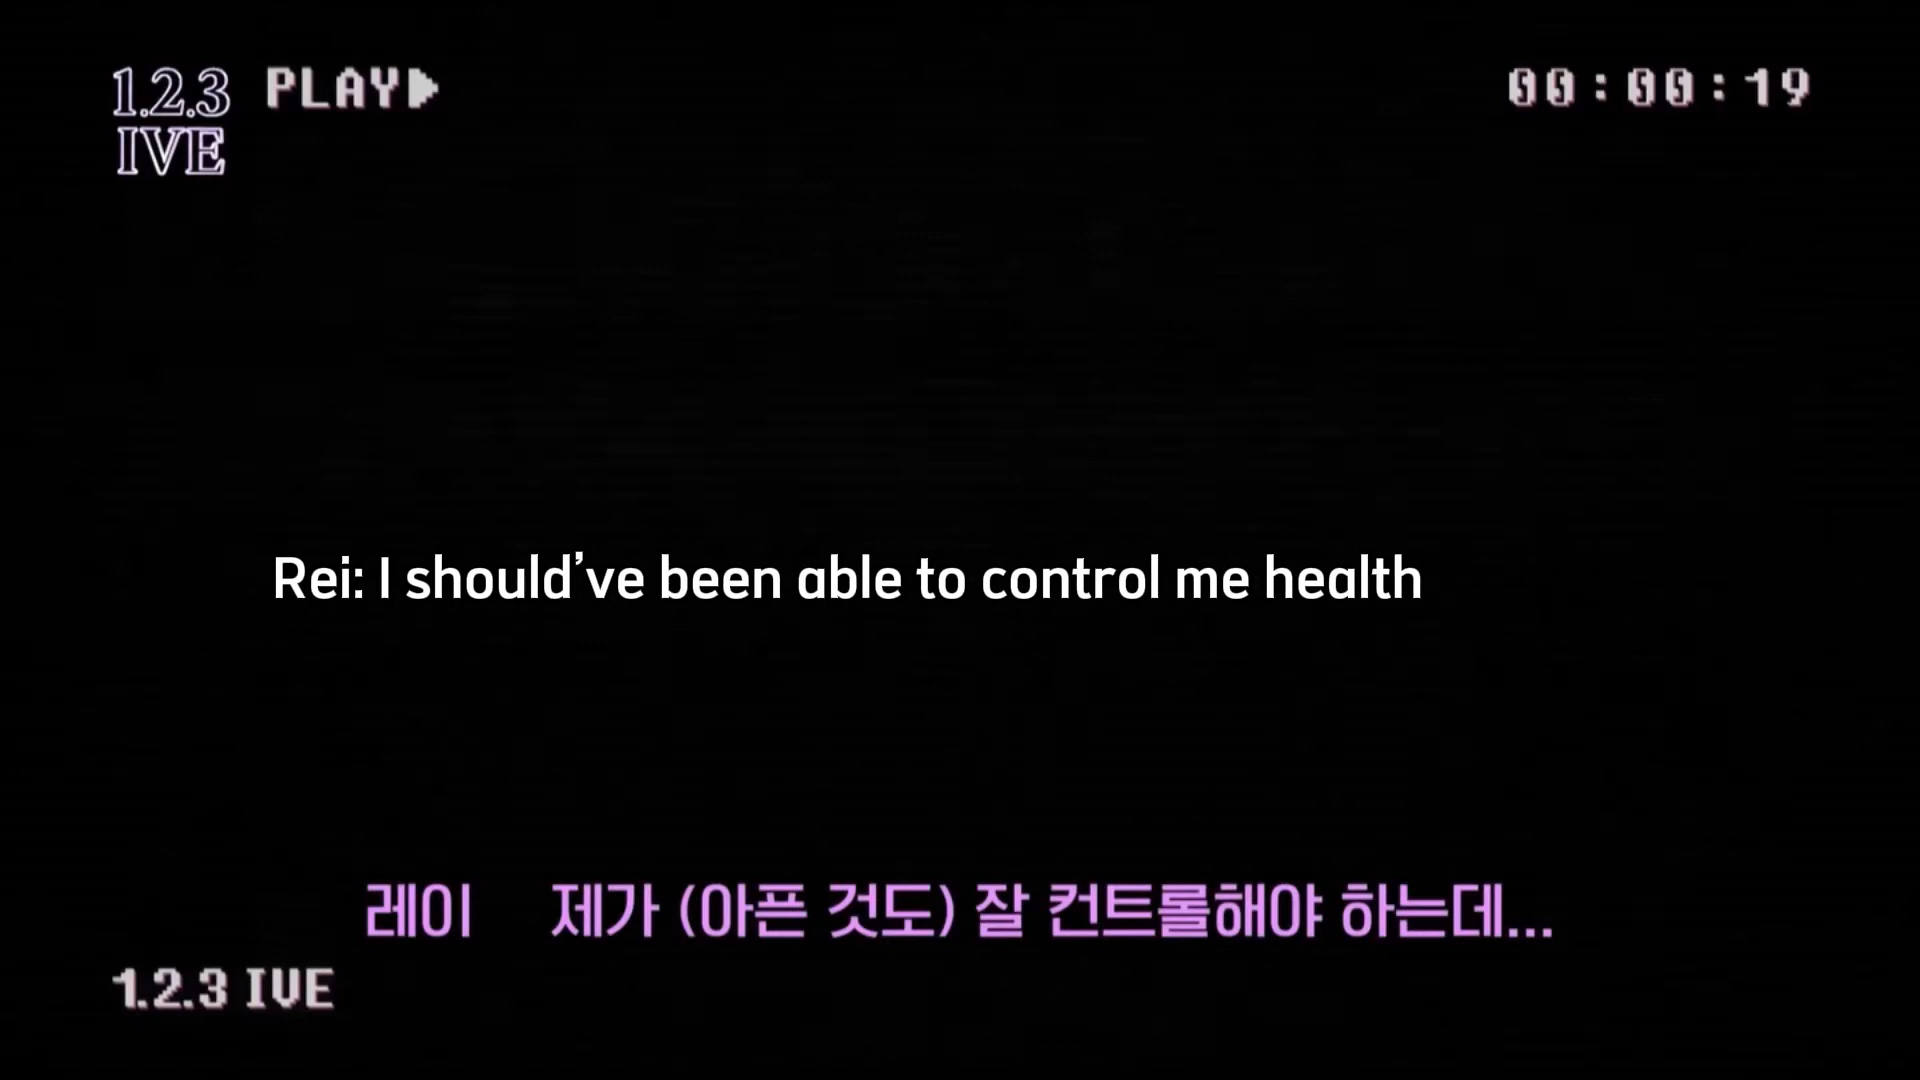 1.2.3
IVE
PLAY
00:00:19
Rei: I should’ve been able to control me health
레이 제가 (아픈 것도) 잘 컨트롤해야 하는데...
1.2.3 IVE